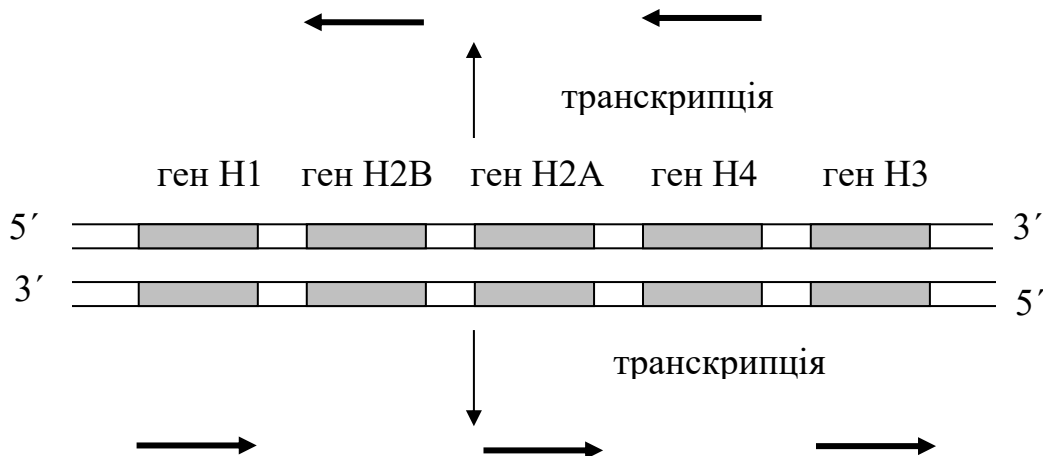 транскрипція
ген H1 ген H2B ген H2A ген H4 ген H3
5´ 3´
3´ 5´
транскрипція